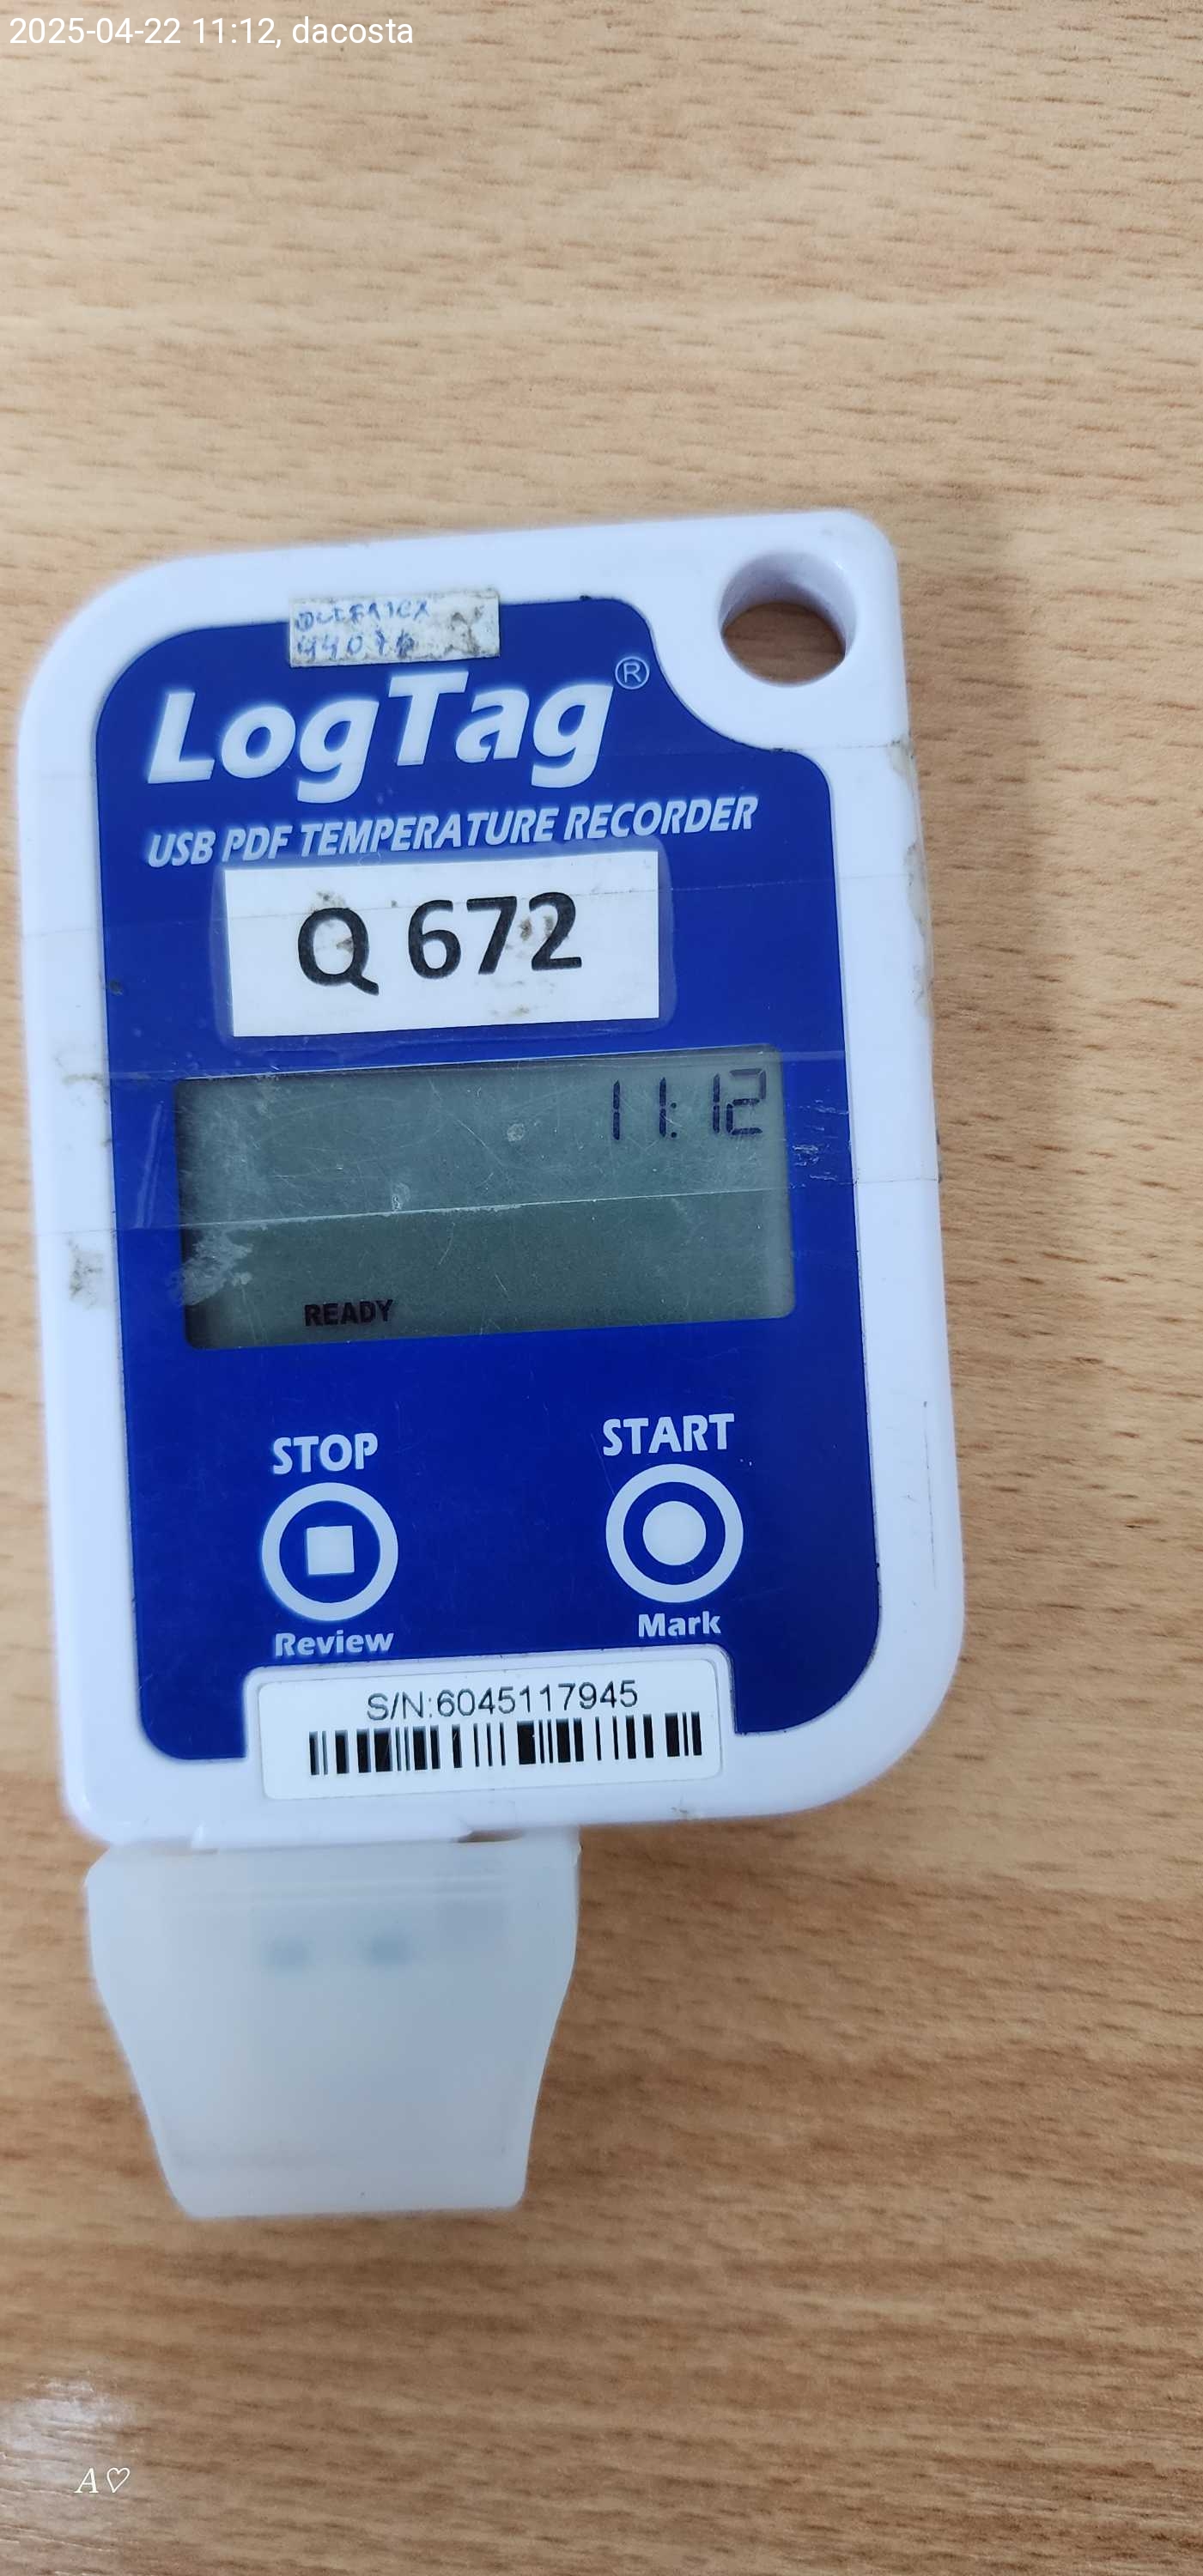 2025-04-22 11:12, dacosta
LogTag®
USB PDF TEMPERATURE RECORDER
Q 672
11:12
READY
STOP
START
Review
Mark
S/N:6045117945
A♡